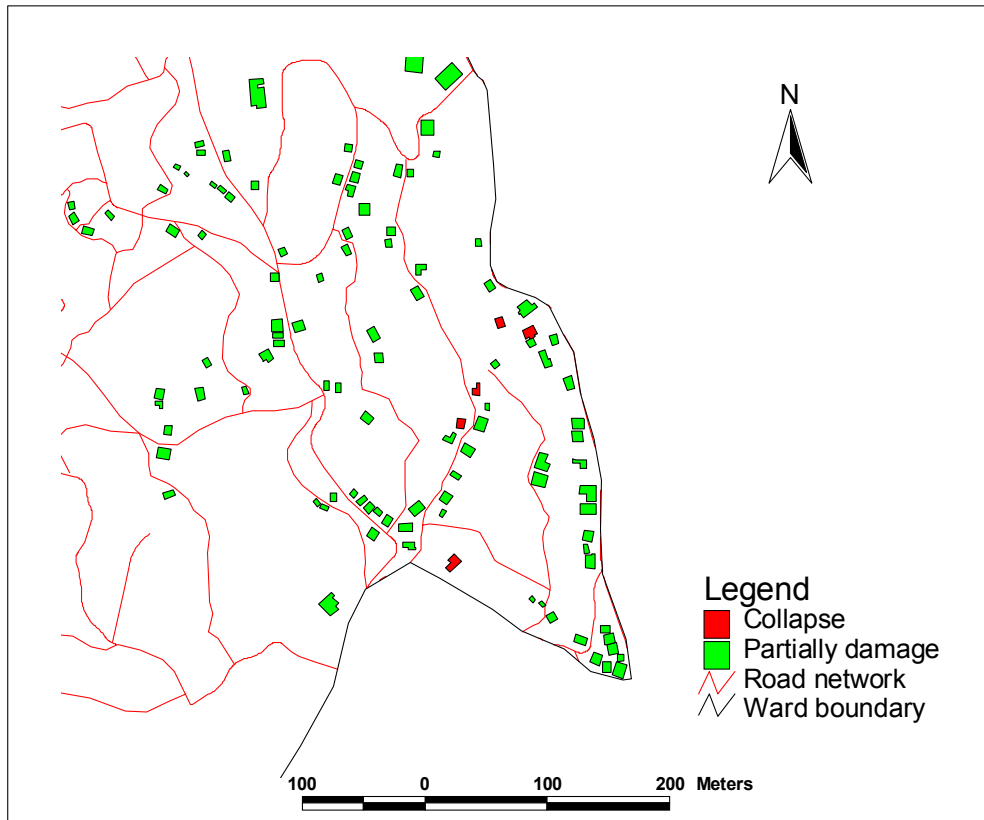 N
Legend
Collapse
Partially damage
Road network
Ward boundary
100 0 100 200 Meters